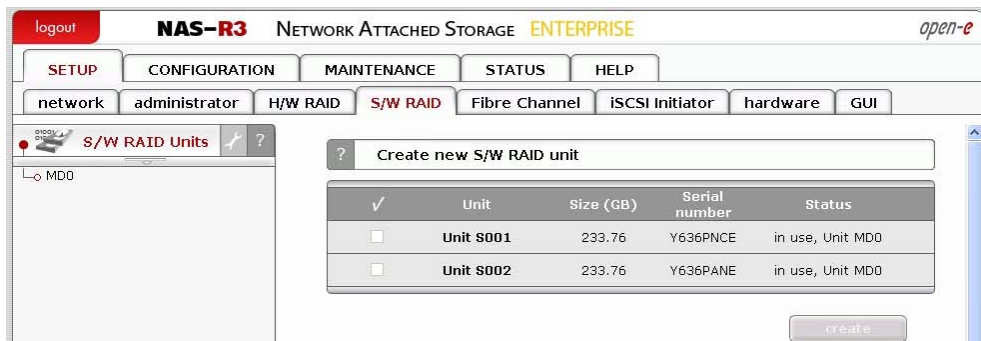 logout
NAS-R3 NETWORK ATTACHED STORAGE ENTERPRISE
open-e
SETUP CONFIGURATION MAINTENANCE STATUS HELP
network administrator H/W RAID S/W RAID Fibre Channel iSCSI Initiator hardware GUI
S/W RAID Units ?
MD0
? Create new S/W RAID unit
√ Unit Size (GB) Serial number Status
Unit S001 233.76 Y636PNCE in use, Unit MD0
Unit S002 233.76 Y636PANE in use, Unit MD0
create